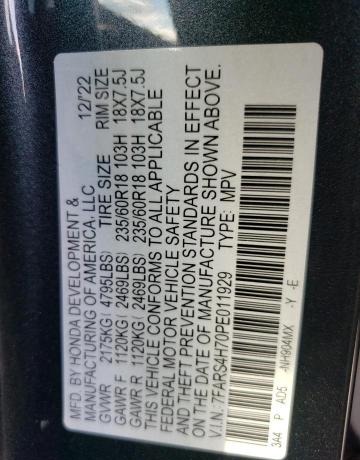 MFD. BY HONDA DEVELOPMENT &
MANUFACTURING OF AMERICA, LLC 12/22
GVWR 2175KG( 4795LBS) TIRE SIZE RIM SIZE
GAWR F 1120KG( 2469LBS) 235/60R18 103H 18X7.5J
GAWR R 1120KG( 2469LBS) 235/60R18 103H 18X7.5J
THIS VEHICLE CONFORMS TO ALL APPLICABLE
FEDERAL MOTOR VEHICLE SAFETY
AND THEFT PREVENTION STANDARDS IN EFFECT
ON THE DATE OF MANUFACTURE SHOWN ABOVE.
V.I.N.: 7FARS4H70PE011929 TYPE: MPV
3A4 P AD5 -NH904MX -Y -E